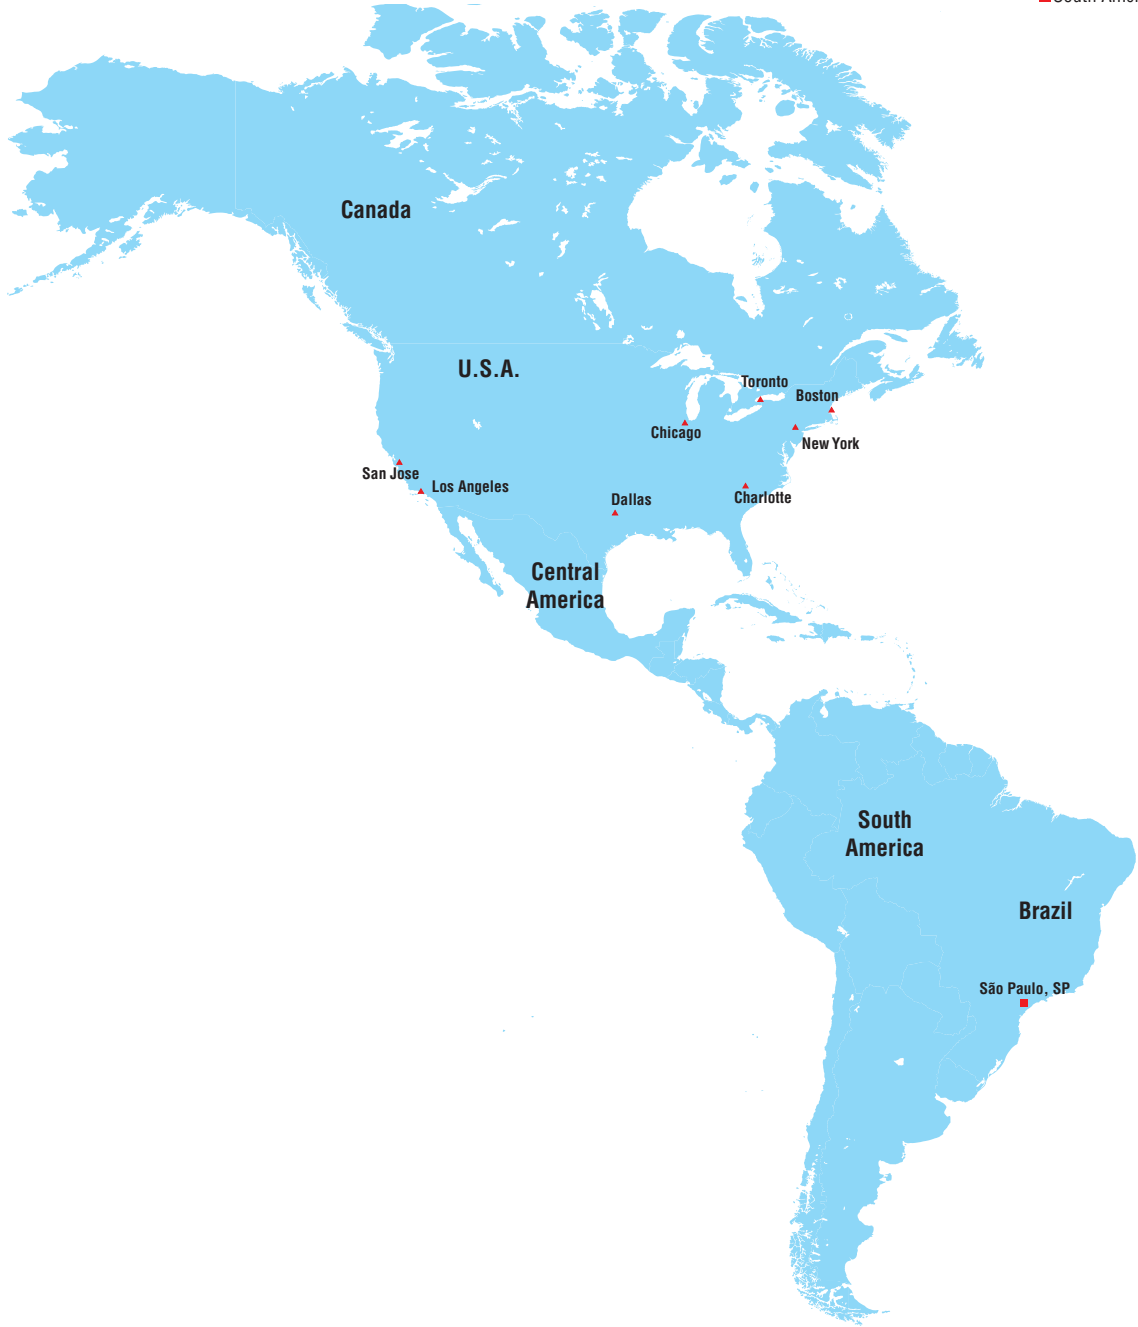 South
Canada
U.S.A.
Toronto
Boston
Chicago
New York
San Jose
Los Angeles
Dallas
Charlotte
Central
America
South
America
Brazil
São Paulo, SP